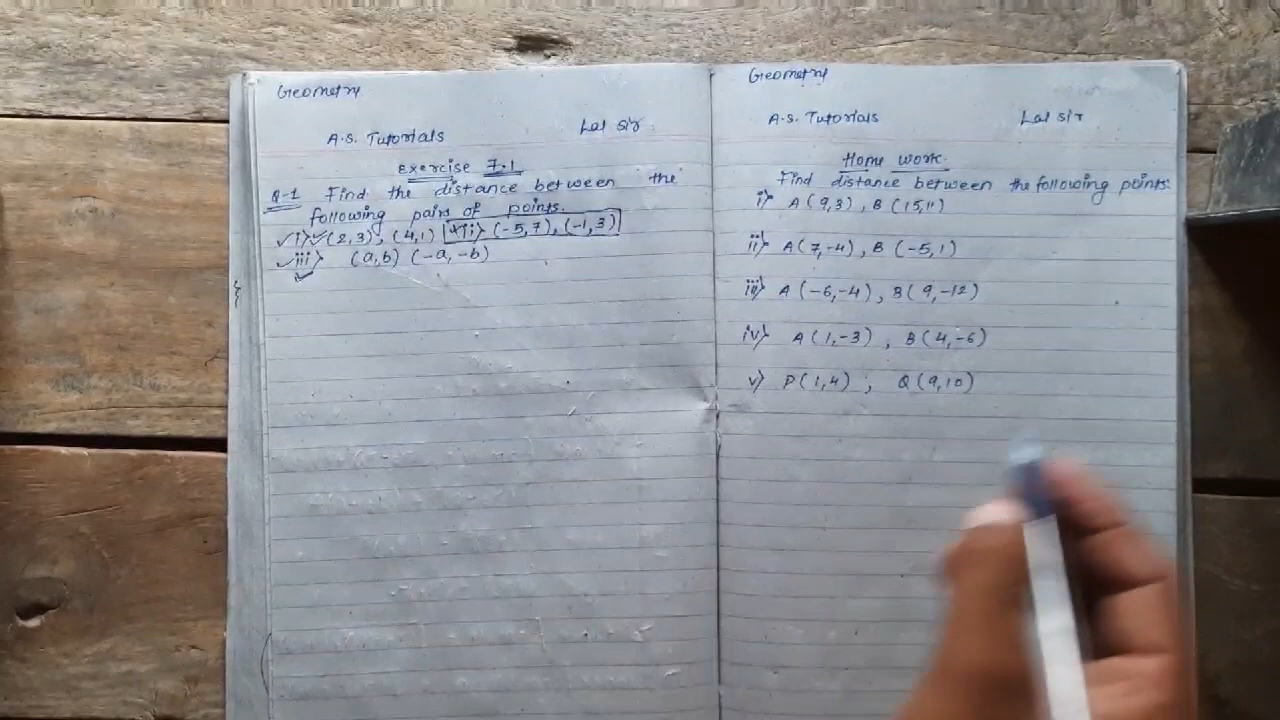 Geometry
A.S. Tutorials Lal Sir
Exercise 7.1
Q-1 Find the distance between the
following pairs of points.
i) (2,3), (4,1) ii) (-5,7), (-1,3)
iii) (a,b) (-a,-b)
Geometry
A.S. Tutorials Lal Sir
Home work.
Find distance between the following points:
i) A(9,3), B(15,11)
ii) A(7,-4), B(-5,1)
iii) A(-6,-4), B(9,-12)
iv) A(1,-3), B(4,-6)
v) P(1,4); Q(9,10)